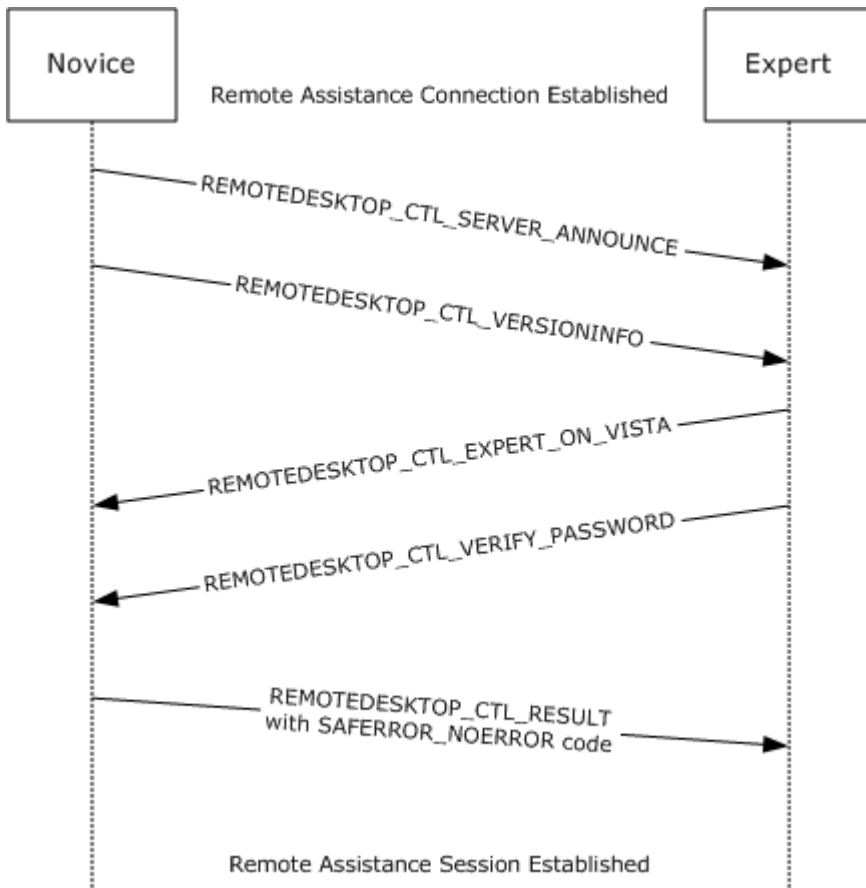 Novice
Expert
Remote Assistance Connection Established
REMOTEDESKTOP_CTL_SERVER_ANNOUNCE
REMOTEDESKTOP_CTL_VERSIONINFO
REMOTEDESKTOP_CTL_EXPERT_ON_VISTA
REMOTEDESKTOP_CTL_VERIFY_PASSWORD
REMOTEDESKTOP_CTL_RESULT
with SAFERROR_NOERROR code
Remote Assistance Session Established